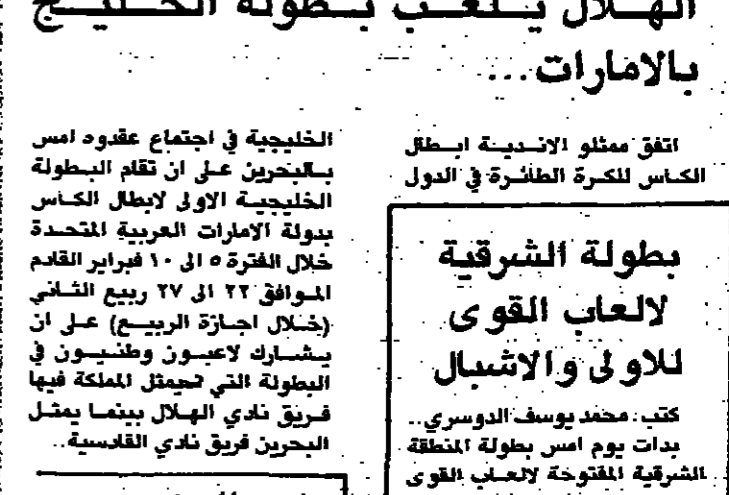 الهلال يلعب بطولة الخليج
بالامارات...
اتفق ممثلو الاندية ابطال
الكاس للكرة الطائرة في الدول
الخليجية في اجتماع عقدوه امس
بالبحرين على ان تقام البطولة
الخليجية الاولى لابطال الكاس
بدولة الامارات العربية المتحدة
خلال الفترة ٥ الى ١٠ فبراير القادم
الموافق ٢٢ الى ٢٧ ربيع الثاني
(خلال اجازة الربيع) على ان
يشارك لاعبون وطنيون في
البطولة التي المملكة فيها
فريق نادي الهلال بينما يمثل
البحرين فريق نادي القادسية..
بطولة الشرقية
لالعاب القوى
للاولى والاشبال
كتب: محمد يوسف الدوسري..
بدات يوم امس بطولة المنطقة
الشرقية المفتوحة لالعاب القوى